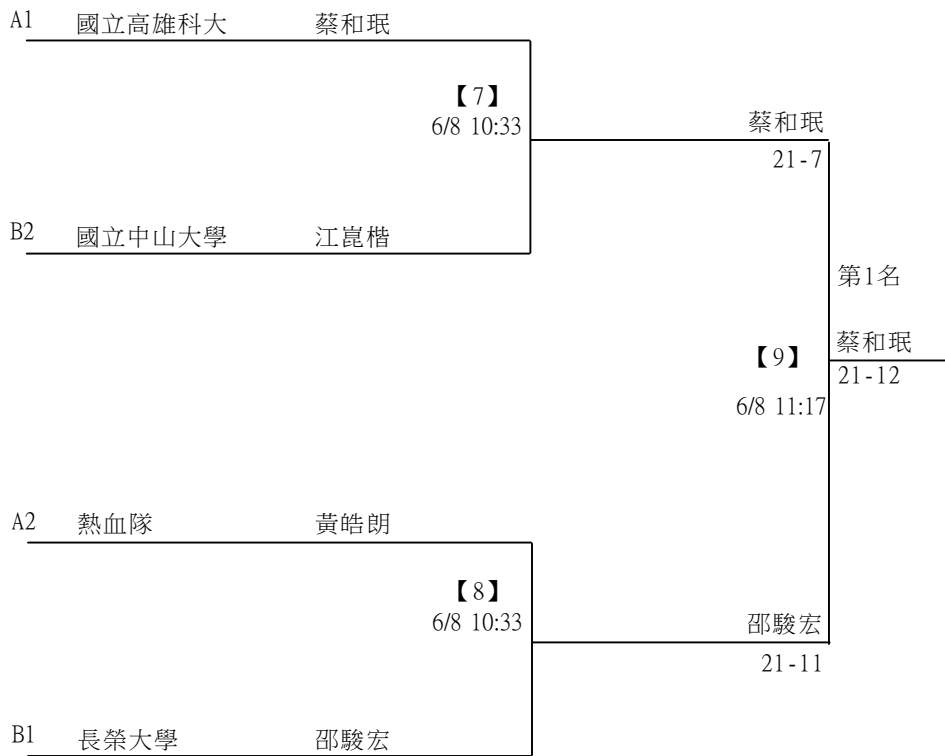 A1 國立高雄科大 蔡和珉
【7】
6/8 10:33
蔡和珉
21-7
B2 國立中山大學 江崑楷
第1名
【9】 蔡和珉
21-12
6/8 11:17
A2 熱血隊 黃皓朗
【8】
6/8 10:33
邵駿宏
21-11
B1 長榮大學 邵駿宏